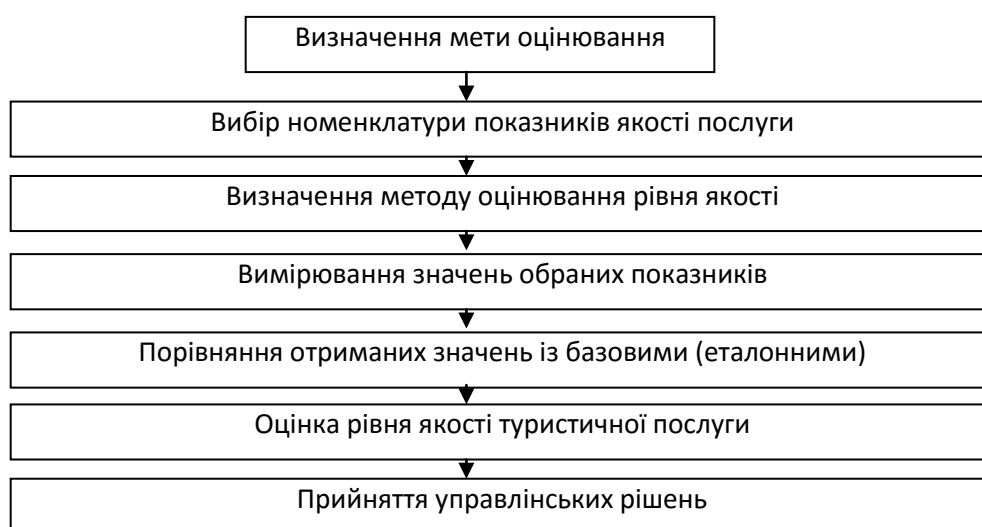 Визначення мети оцінювання
Вибір номенклатури показників якості послуги
Визначення методу оцінювання рівня якості
Вимірювання значень обраних показників
Порівняння отриманих значень із базовими (еталонними)
Оцінка рівня якості туристичної послуги
Прийняття управлінських рішень